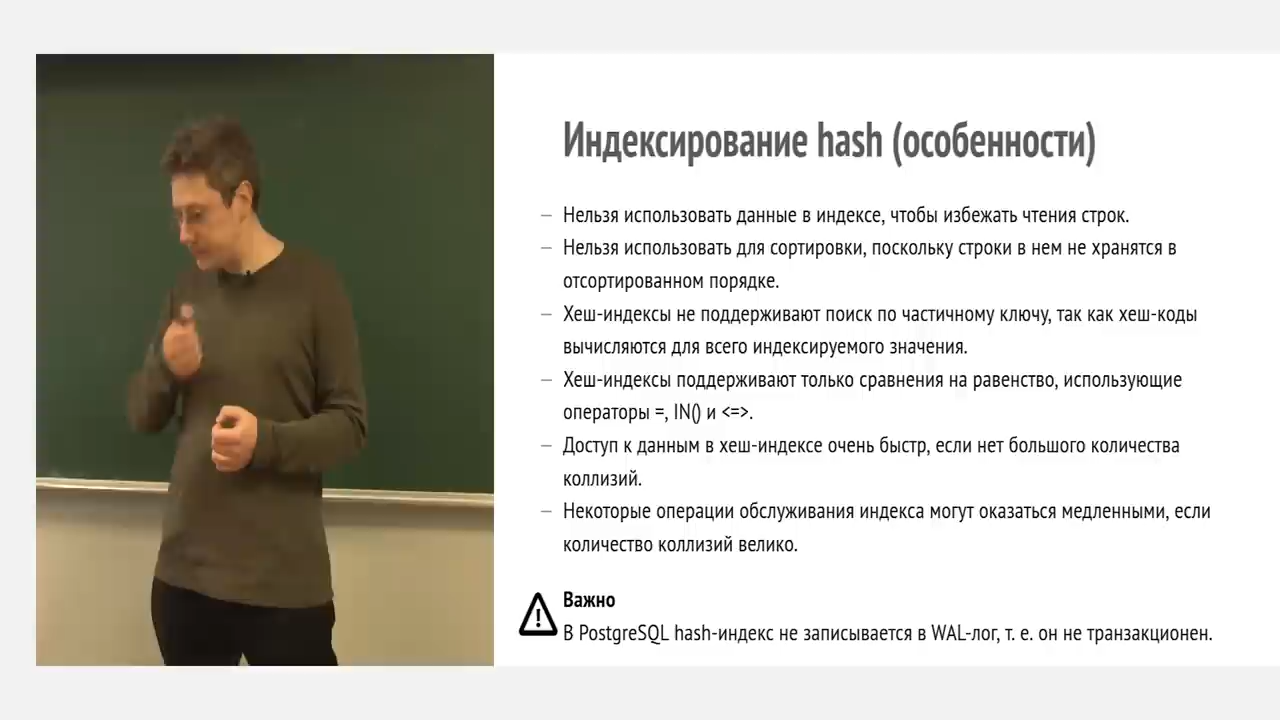 Индексирование hash (особенности)
– Нельзя использовать данные в индексе, чтобы избежать чтения строк.
– Нельзя использовать для сортировки, поскольку строки в нем не хранятся в
отсортированном порядке.
– Хеш-индексы не поддерживают поиск по частичному ключу, так как хеш-коды
вычисляются для всего индексируемого значения.
– Хеш-индексы поддерживают только сравнения на равенство, использующие
операторы =, IN() и <=>.
– Доступ к данным в хеш-индексе очень быстр, если нет большого количества
коллизий.
– Некоторые операции обслуживания индекса могут оказаться медленными, если
количество коллизий велико.
Важно
В PostgreSQL hash-индекс не записывается в WAL-лог, т. е. он не транзакционен.